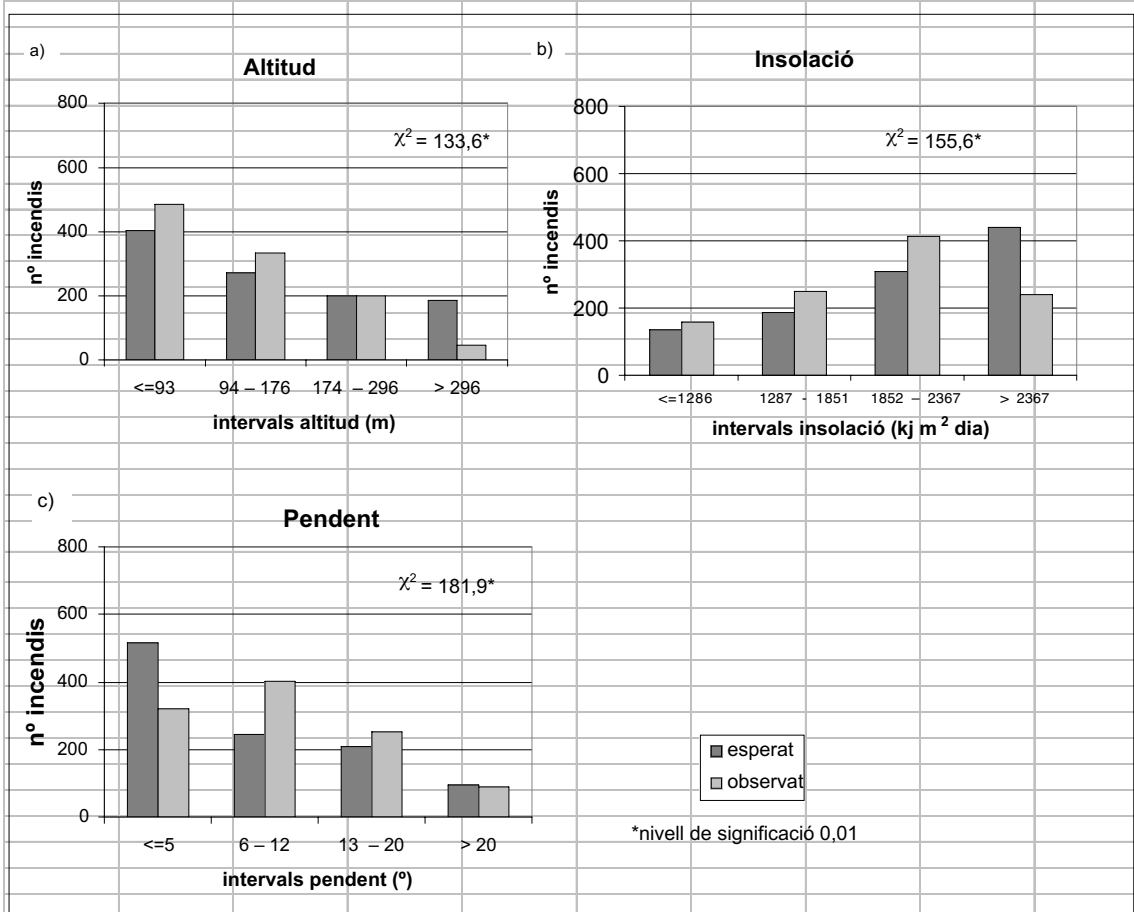 a)
Altitud
χ² = 133,6*
nº incendis
800
600
400
200
0
<=93 94 – 176 174 – 296 > 296
intervals altitud (m)
b)
Insolació
χ² = 155,6*
nº incendis
800
600
400
200
0
<=1286 1287 - 1851 1852 – 2367 > 2367
intervals insolació (kj m ² dia)
c)
Pendent
χ² = 181,9*
nº incendis
800
600
400
200
0
<=5 6 – 12 13 – 20 > 20
intervals pendent (º)
esperat
observat
*nivell de significació 0,01